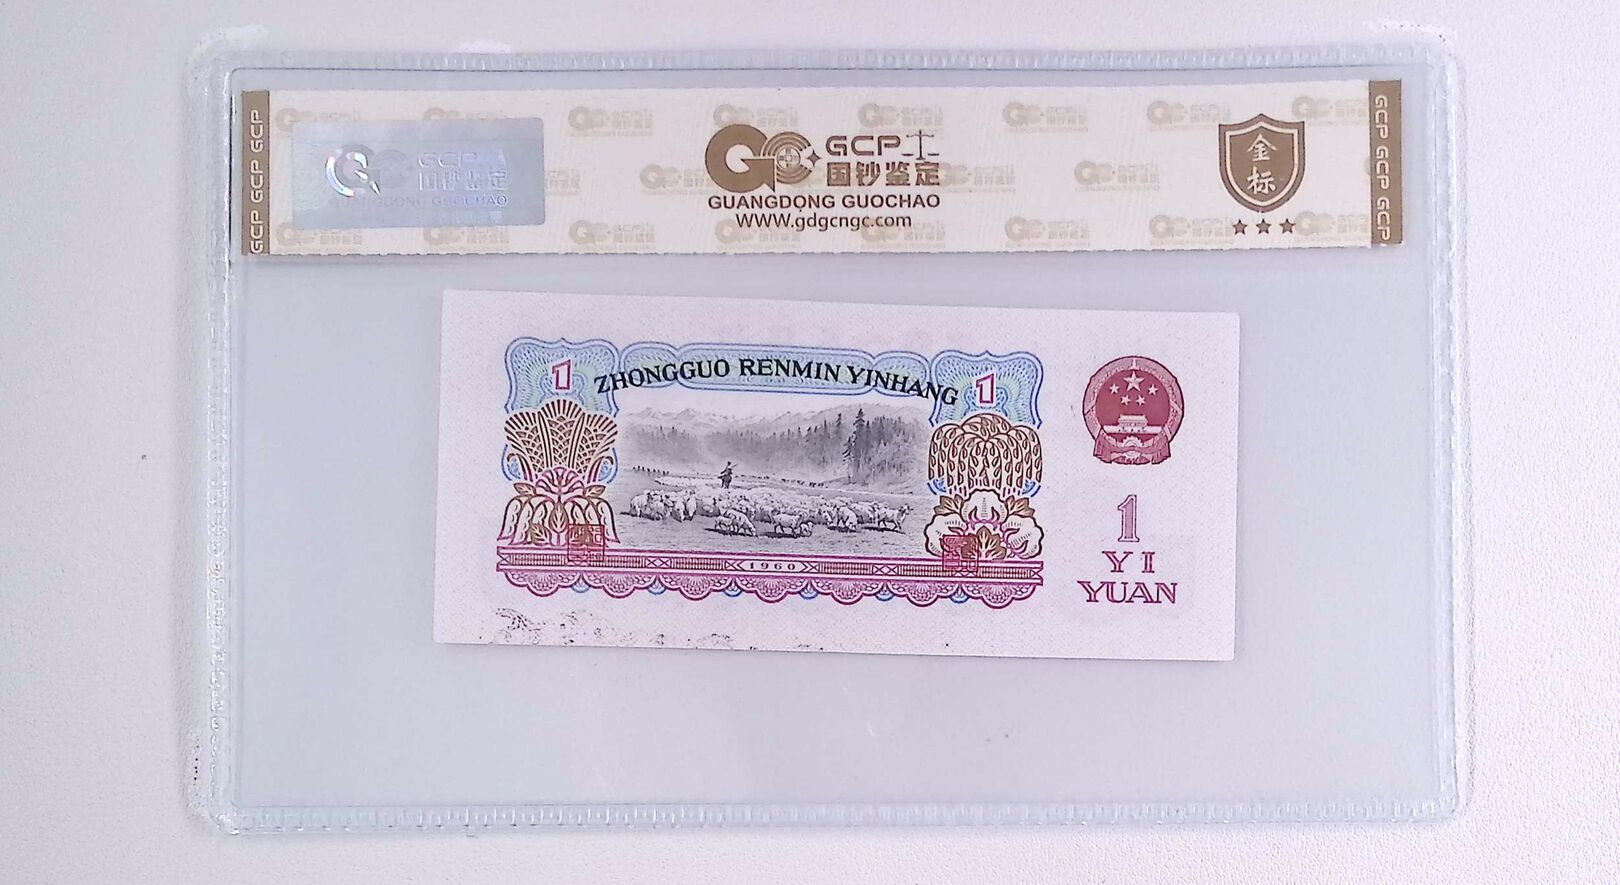 GCP GCP GCP
GCP
国钞鉴定
GUANGDONG GUOCHAO
GCP
国钞鉴定
GUANGDONG GUOCHAO
WWW.gdgcngc.com
金
标
GCP GCP GCP
1
ZHONGGUO RENMIN YINHANG
1
1960
1
YI
YUAN